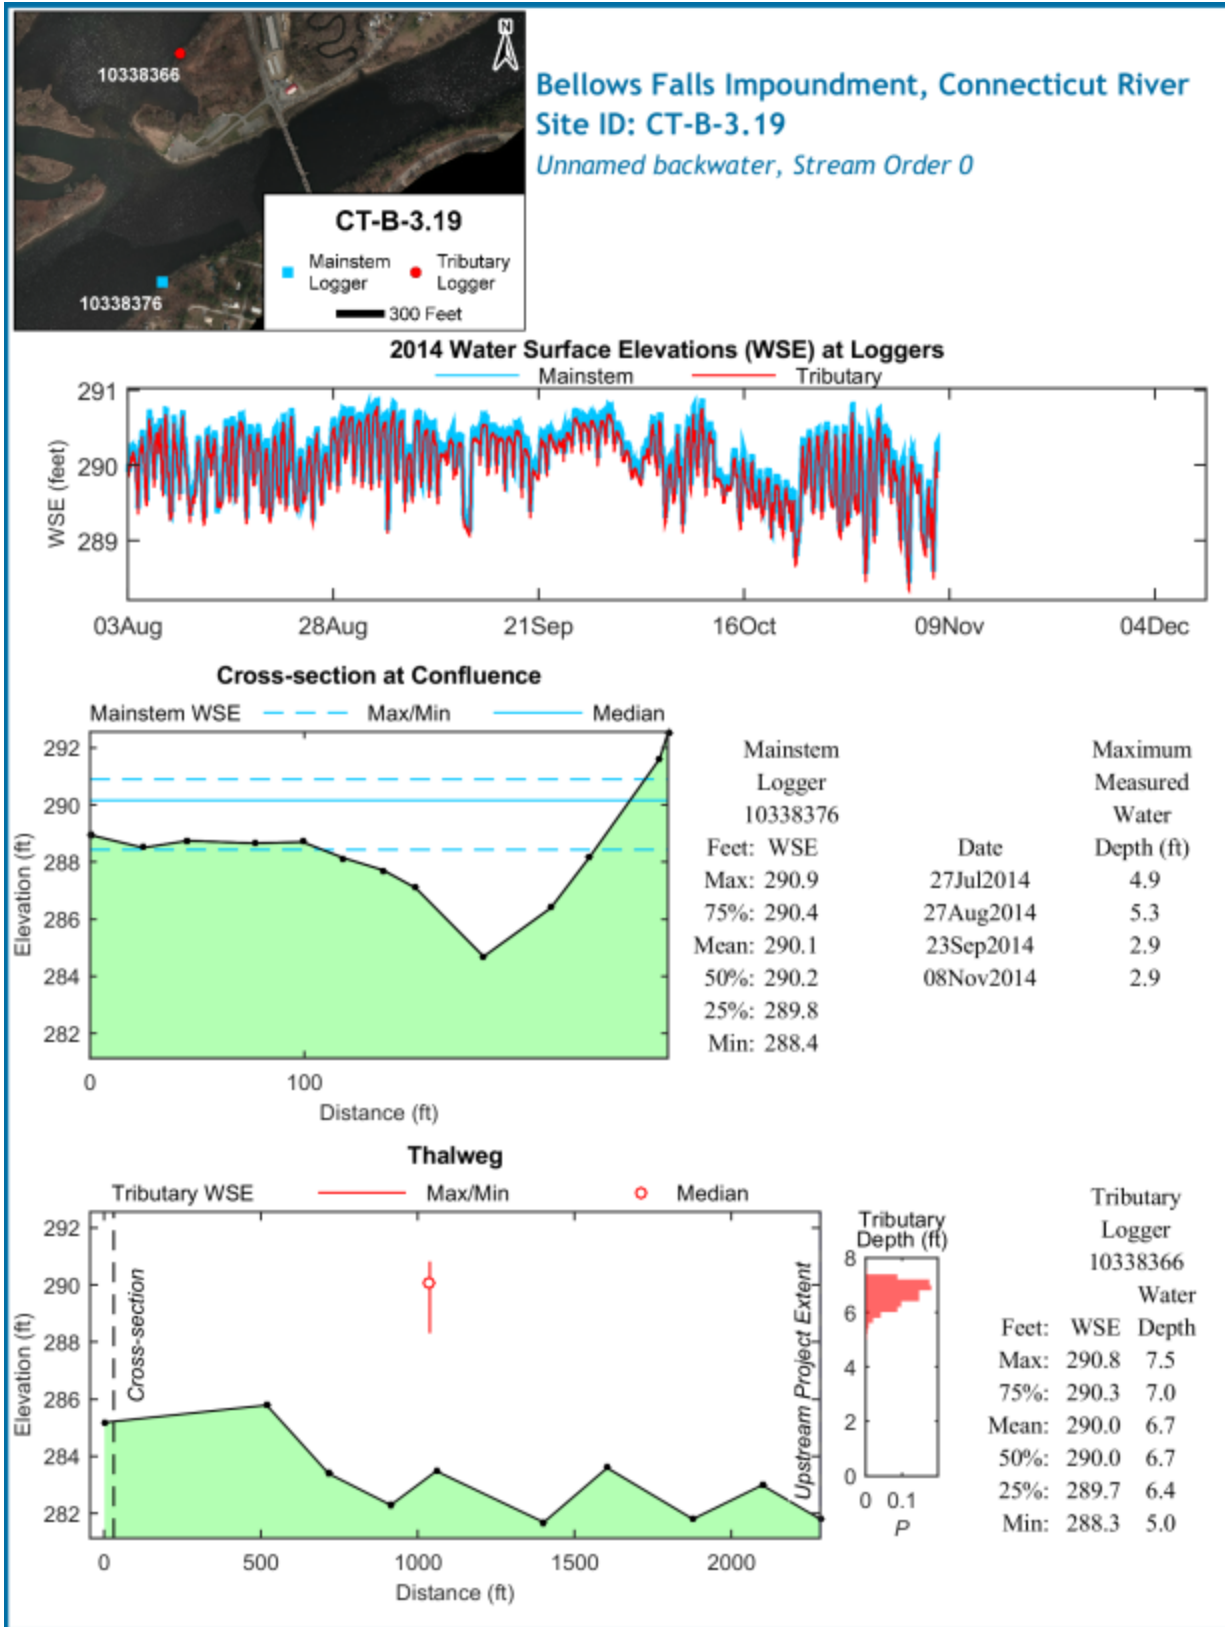 N
10338366
10338376
CT-B-3.19
Mainstem Logger
Tributary Logger
300 Feet
Bellows Falls Impoundment, Connecticut River
Site ID: CT-B-3.19
Unnamed backwater, Stream Order 0
2014 Water Surface Elevations (WSE) at Loggers
Mainstem Tributary
WSE (feet)
291
290
289
03Aug 28Aug 21Sep 16Oct 09Nov 04Dec
Cross-section at Confluence
Mainstem WSE Max/Min Median
Elevation (ft)
292
290
288
286
284
282
0 100
Distance (ft)
Mainstem
Logger
10338376
Feet: WSE
Max: 290.9
75%: 290.4
Mean: 290.1
50%: 290.2
25%: 289.8
Min: 288.4
Maximum
Measured
Water
Date Depth (ft)
27Jul2014 4.9
27Aug2014 5.3
23Sep2014 2.9
08Nov2014 2.9
Thalweg
Tributary WSE Max/Min Median
Elevation (ft)
292
290
288
286
284
282
Cross-section
Upstream Project Extent
0 500 1000 1500 2000
Distance (ft)
Tributary
Depth (ft)
8
6
4
2
0
0 0.1
P
Tributary
Logger
10338366
Water
Feet: WSE Depth
Max: 290.8 7.5
75%: 290.3 7.0
Mean: 290.0 6.7
50%: 290.0 6.7
25%: 289.7 6.4
Min: 288.3 5.0